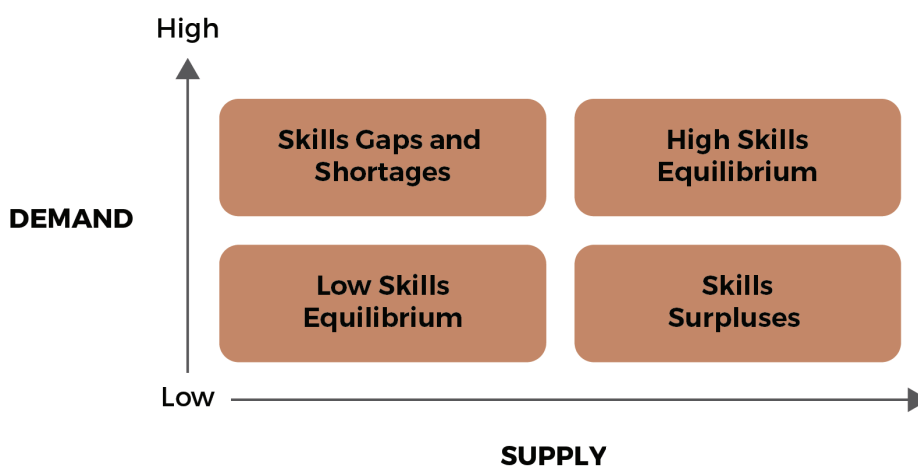 High
Skills Gaps and
Shortages
High Skills
Equilibrium
DEMAND
Low Skills
Equilibrium
Skills
Surpluses
Low
SUPPLY